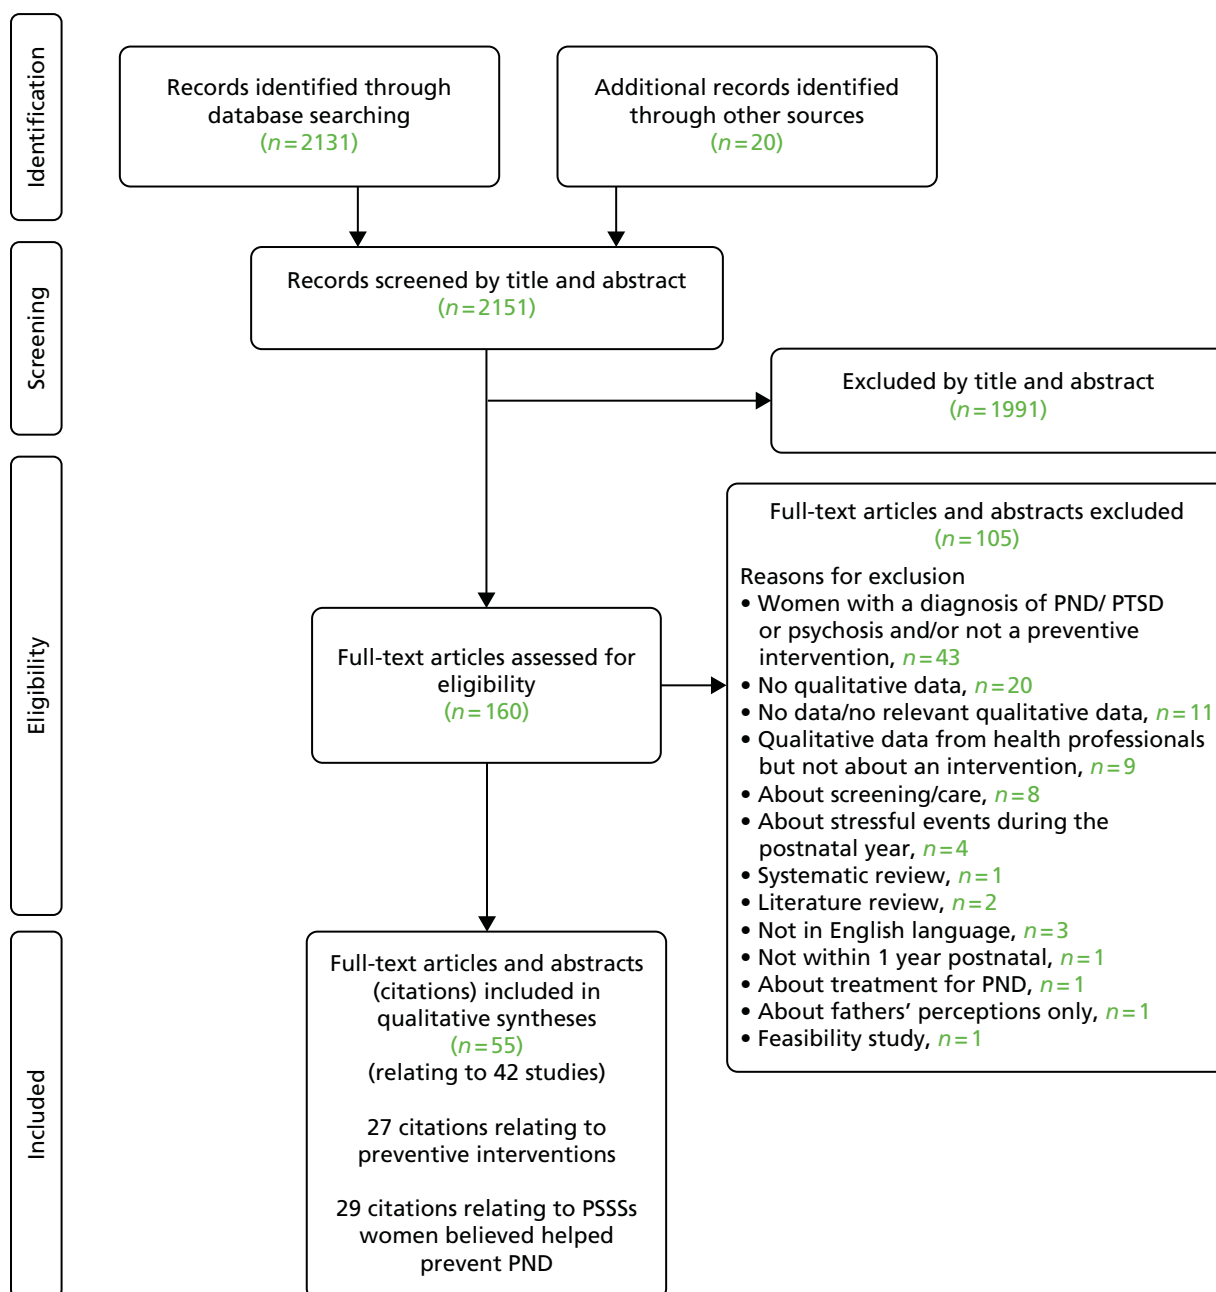 Identification
Records identified through
database searching
(n=2131)
Additional records identified
through other sources
(n=20)
Screening
Records screened by title and abstract
(n=2151)
Excluded by title and abstract
(n=1991)
Eligibility
Full-text articles assessed for
eligibility
(n=160)
Full-text articles and abstracts excluded
(n=105)
Reasons for exclusion
• Women with a diagnosis of PND/ PTSD
or psychosis and/or not a preventive
intervention, n=43
• No qualitative data, n=20
• No data/no relevant qualitative data, n=11
• Qualitative data from health professionals
but not about an intervention, n=9
• About screening/care, n=8
• About stressful events during the
postnatal year, n=4
• Systematic review, n=1
• Literature review, n=2
• Not in English language, n=3
• Not within 1 year postnatal, n=1
• About treatment for PND, n=1
• About fathers' perceptions only, n=1
• Feasibility study, n=1
Included
Full-text articles and abstracts
(citations) included in
qualitative syntheses
(n=55)
(relating to 42 studies)
27 citations relating to
preventive interventions
29 citations relating to PSSSs
women believed helped
prevent PND